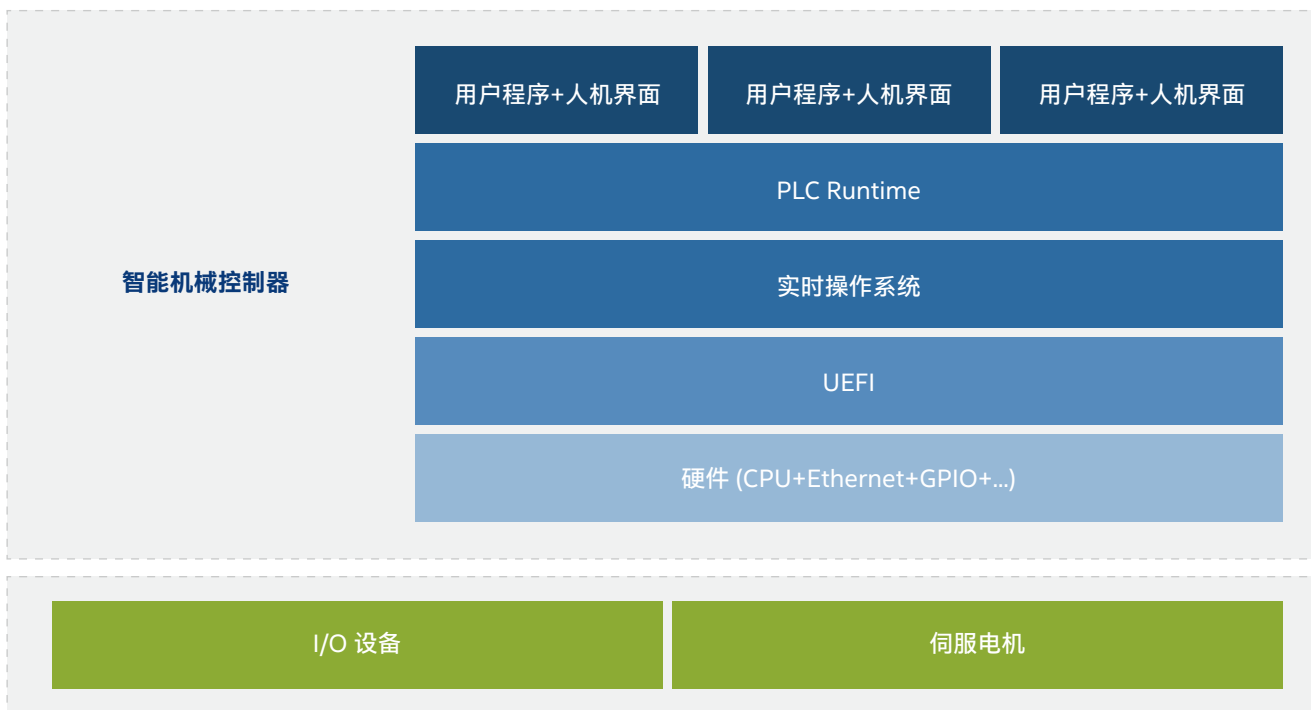 用户程序+人机界面
用户程序+人机界面
用户程序+人机界面
PLC Runtime
智能机械控制器
实时操作系统
UEFI
硬件 (CPU+Ethernet+GPIO+...)
I/O 设备
伺服电机